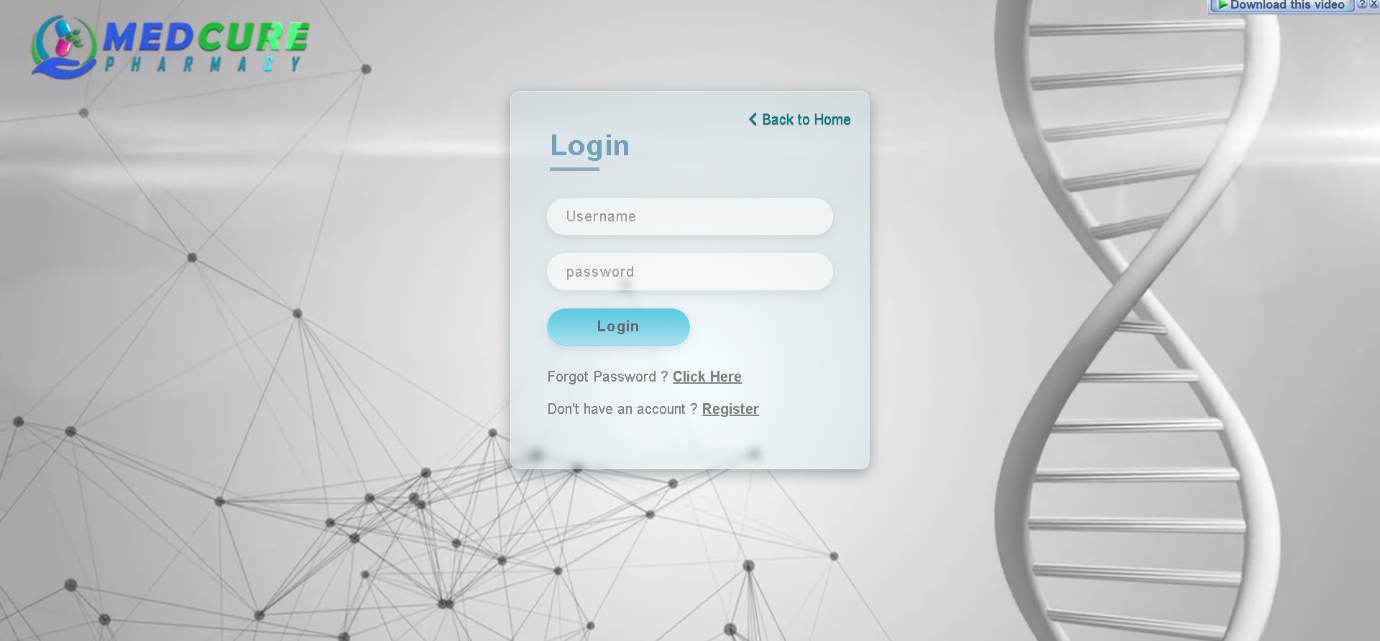 Download this video ? X
MEDCURE
PHARMACY
Back to Home
Login
Username
password
Login
Forgot Password ? Click Here
Don't have an account ? Register